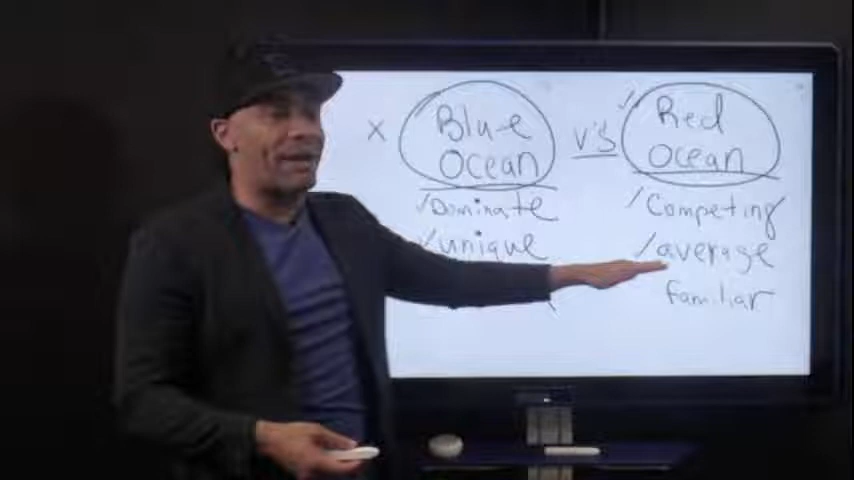 x Blue Ocean v's ✓ Red Ocean
✓Dominate
✓unique
✓Competing
✓average
familiar